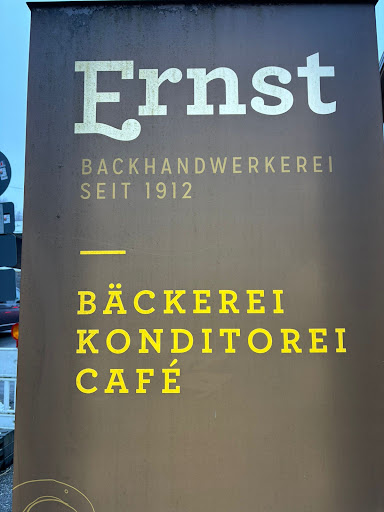 Ernst
BACKHANDWERKEREI
SEIT 1912
BÄCKEREI
KONDITOREI
CAFÉ